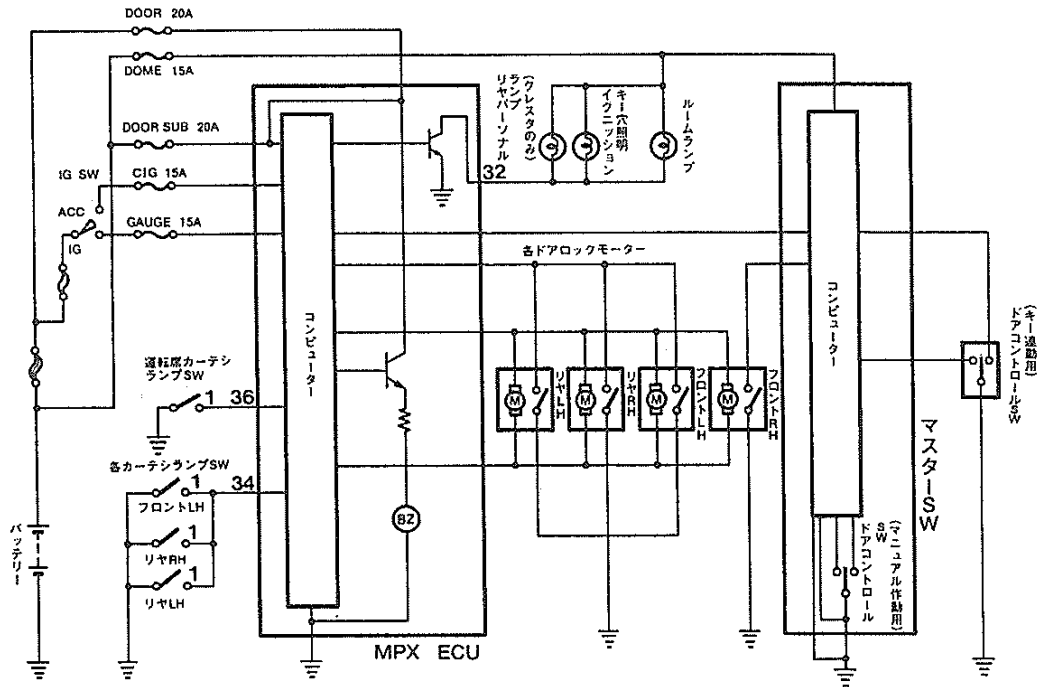 DOOR 20A
DOME 15A
DOOR SUB 20A
IG SW
CIG 15A
ACC
GAUGE 15A
IG
32
リヤパーソナル
ランプ
(クレスタのみ)
イグニッション
キー穴照明
ルームランプ
各ドアロックモーター
コンピューター
コンピューター
運転席カーテシ
ランプSW
1
36
各カーテシランプSW
1
34
フロントLH
1
リヤRH
1
リヤLH
バッテリー
BZ
M
リヤLH
M
リヤRH
M
フロントLH
M
フロントRH
ドアコントロールSW
(キー連動用)
マスターSW
ドアコントロール
SW
(マニュアル作動用)
MPX ECU